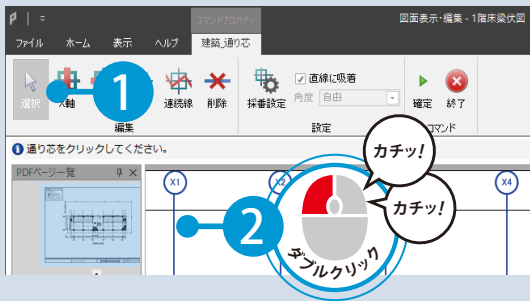 コマンドプロパティ
図面表示・編集 - 1階床梁伏図
ファイル ホーム 表示 ヘルプ 建築_通り芯
選択 X軸 連続線 削除 採番設定 直線に吸着 角度 自由 確定 終了
編集 設定 コマンド
1
通り芯をクリックしてください。
PDFページ一覧
X1 X2 X4
2
カチッ!
カチッ!
ダブルクリック